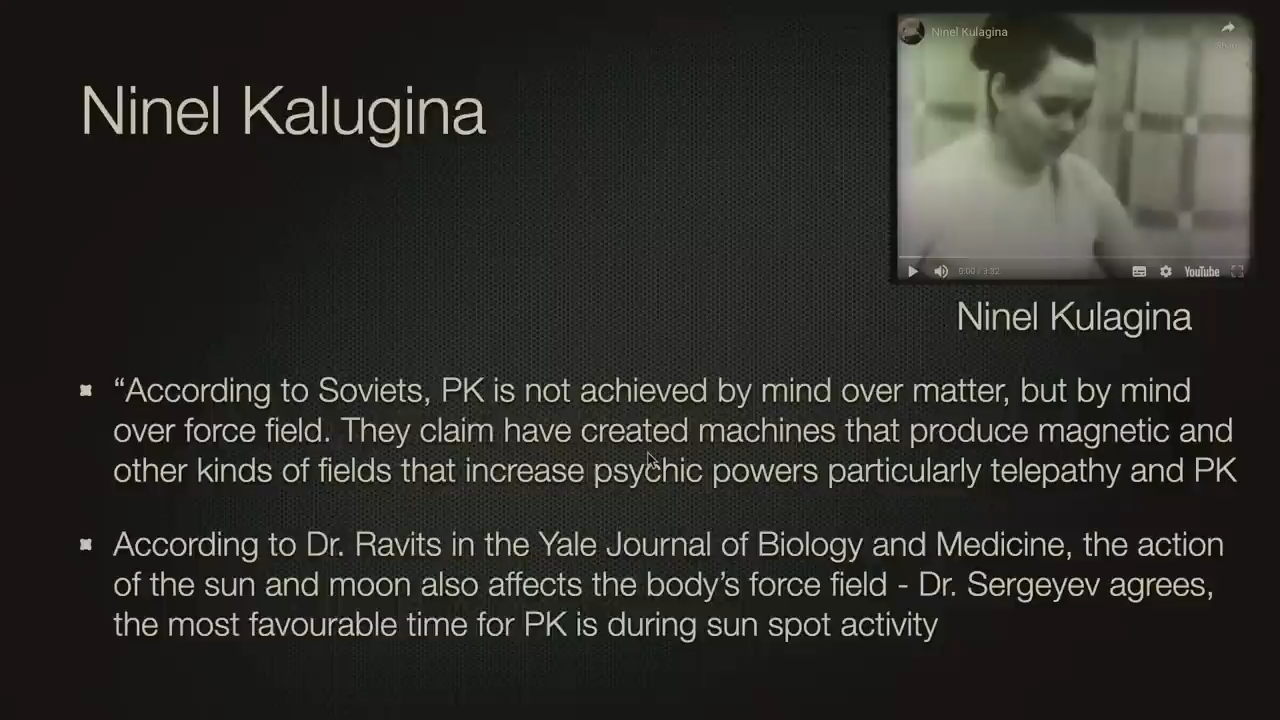 Ninel Kulagina
Ninel Kalugina
0:00 / 3:32
YouTube
Ninel Kulagina
“According to Soviets, PK is not achieved by mind over matter, but by mind
over force field. They claim have created machines that produce magnetic and
other kinds of fields that increase psychic powers particularly telepathy and PK
According to Dr. Ravits in the Yale Journal of Biology and Medicine, the action
of the sun and moon also affects the body’s force field - Dr. Sergeyev agrees,
the most favourable time for PK is during sun spot activity